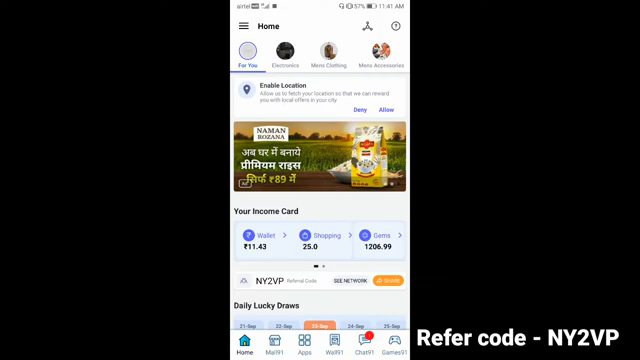 airtel 57% 11:41 AM
Home
For You Electronics Mens Clothing Mens Accessories
Enable Location
Allow us to fetch your location so that we can reward
you with local offers in your city
Deny Allow
NAMAN
ROZANA
अब घर में बनाये
प्रीमियम राइस
सिर्फ ₹89 में
Ad
Your Income Card
Wallet Shopping Gems
₹11.43 25.0 1206.99
NY2VP Referral Code SEE NETWORK SHARE
Daily Lucky Draws
21-Sep 22-Sep 23-Sep 24-Sep 25-Sep
Home Mall91 Apps Wall91 Chat91 Games91
Refer code - NY2VP